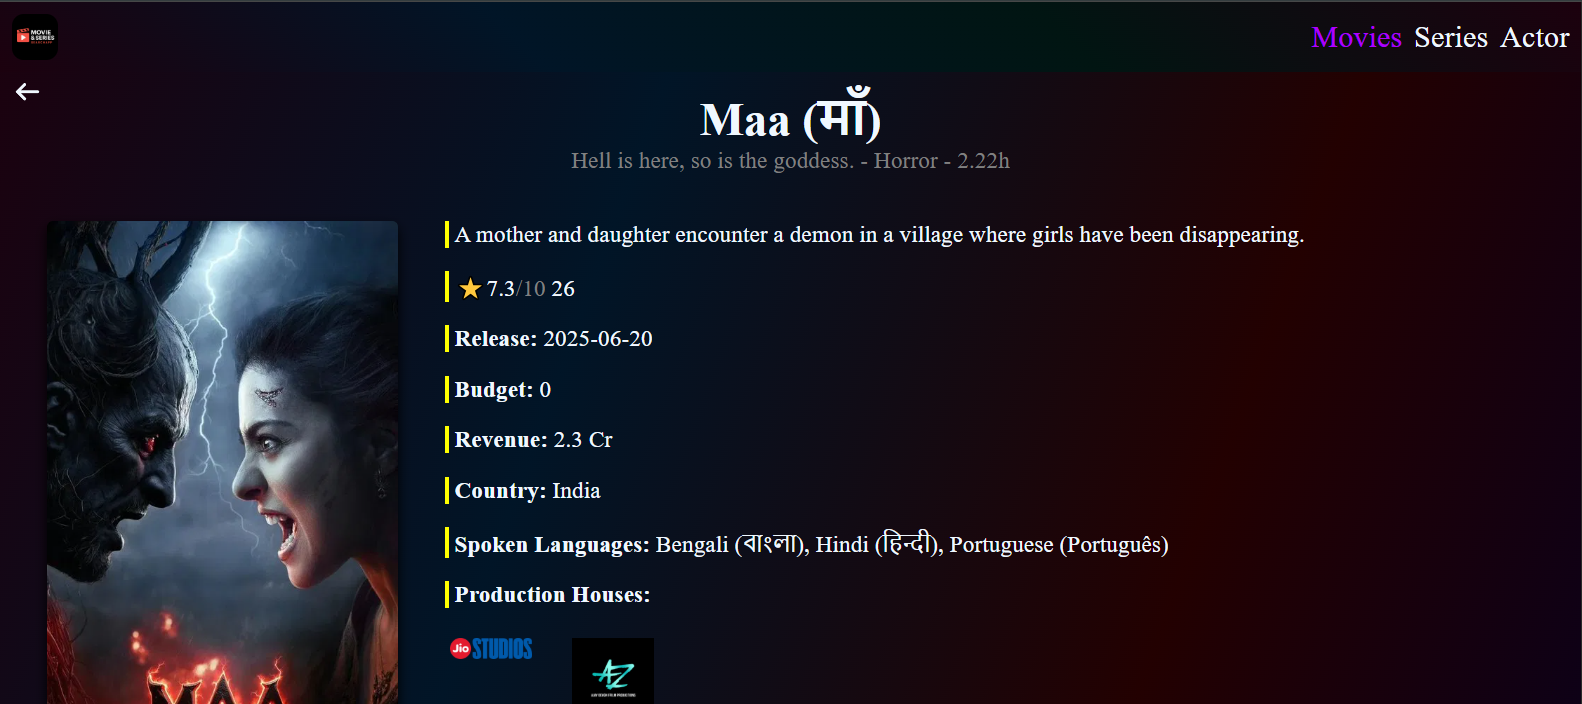 MOVIE
& SERIES
Movies Series Actor
Maa (माँ)
Hell is here, so is the goddess. - Horror - 2.22h
A mother and daughter encounter a demon in a village where girls have been disappearing.
7.3/10 26
Release: 2025-06-20
Budget: 0
Revenue: 2.3 Cr
Country: India
Spoken Languages: Bengali (বাংলা), Hindi (हिन्दी), Portuguese (Português)
Production Houses:
Jio STUDIOS
MAA